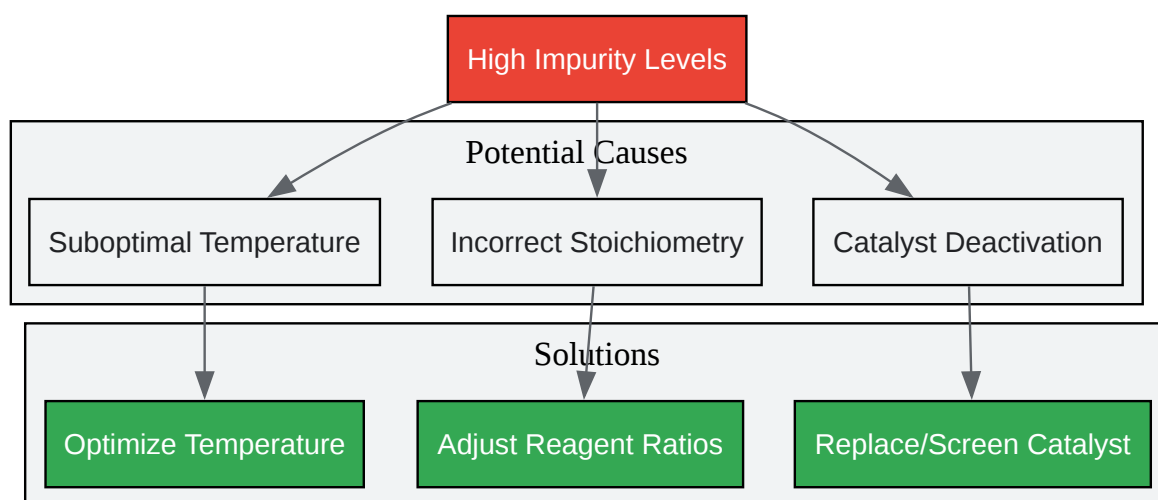 High Impurity Levels
Potential Causes
Suboptimal Temperature
Incorrect Stoichiometry
Catalyst Deactivation
Solutions
Optimize Temperature
Adjust Reagent Ratios
Replace/Screen Catalyst